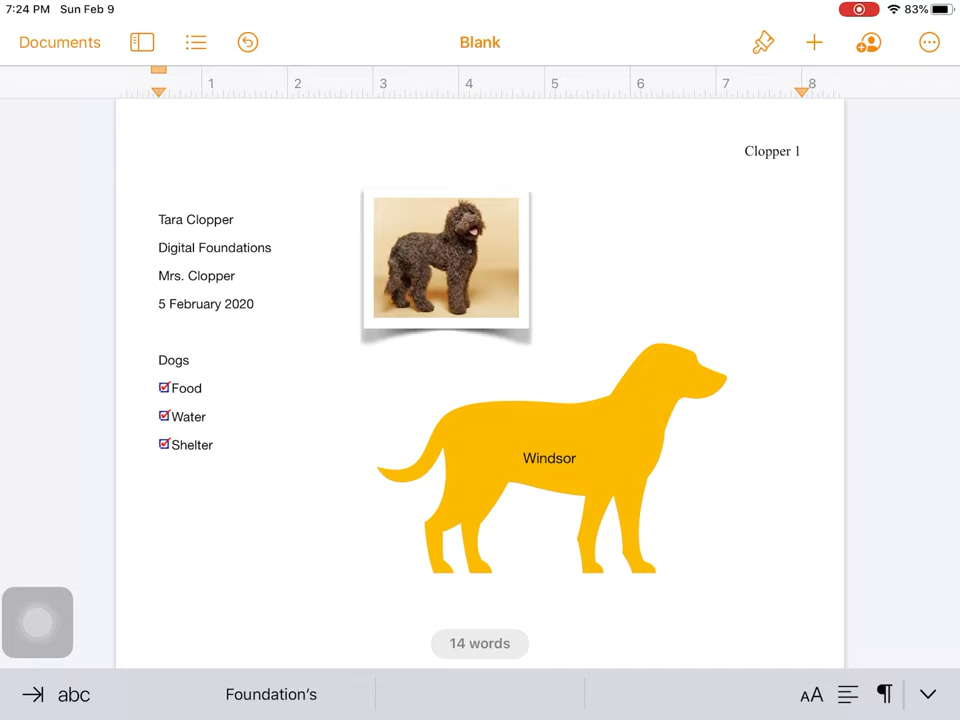 7:24 PM Sun Feb 9
83%
Documents
Blank
1 2 3 4 5 6 7 8
Clopper 1
Tara Clopper
Digital Foundations
Mrs. Clopper
5 February 2020
Dogs
Food
Water
Shelter
Windsor
14 words
abc
Foundation’s
AA